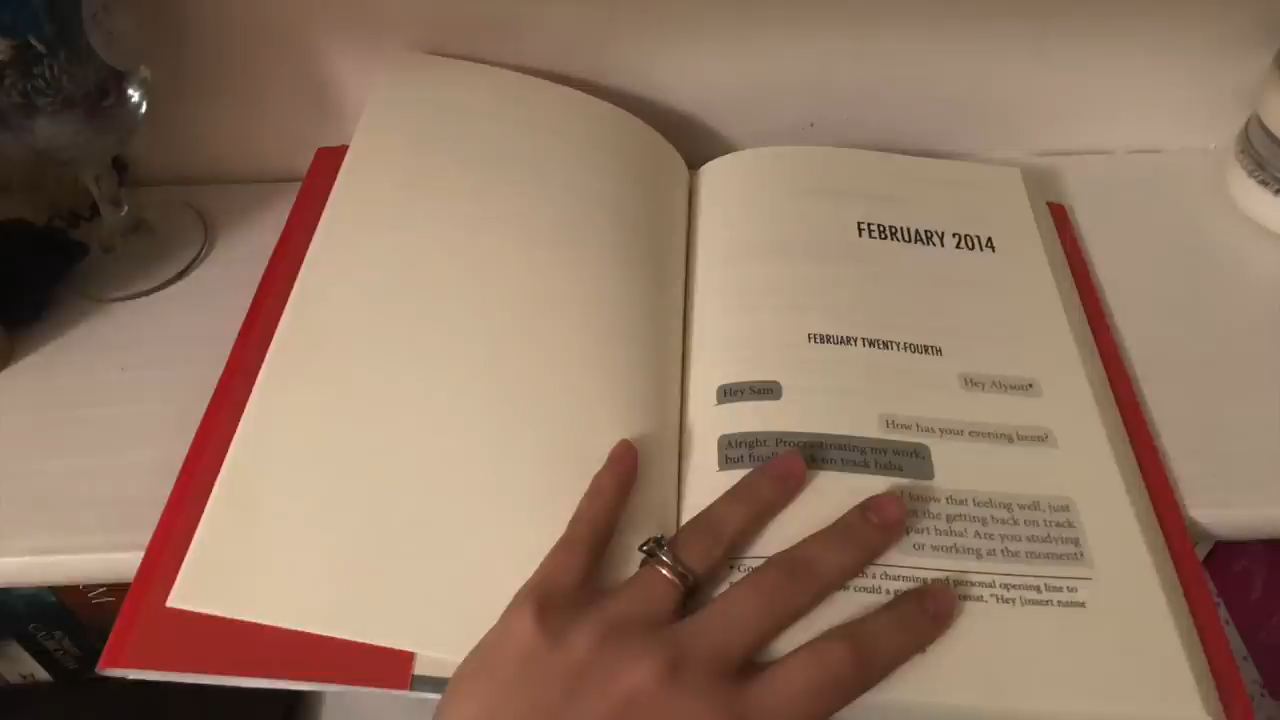 FEBRUARY 2014
FEBRUARY TWENTY-FOURTH
Hey Alyson*
Hey Sam
How has your evening been?
Alright. Procrastinating my work,
but on track haha
I know that feeling well, just
the getting back on track
part haha! Are you studying
or working at the moment?
a charming and personal opening line to
could a "Hey [insert name